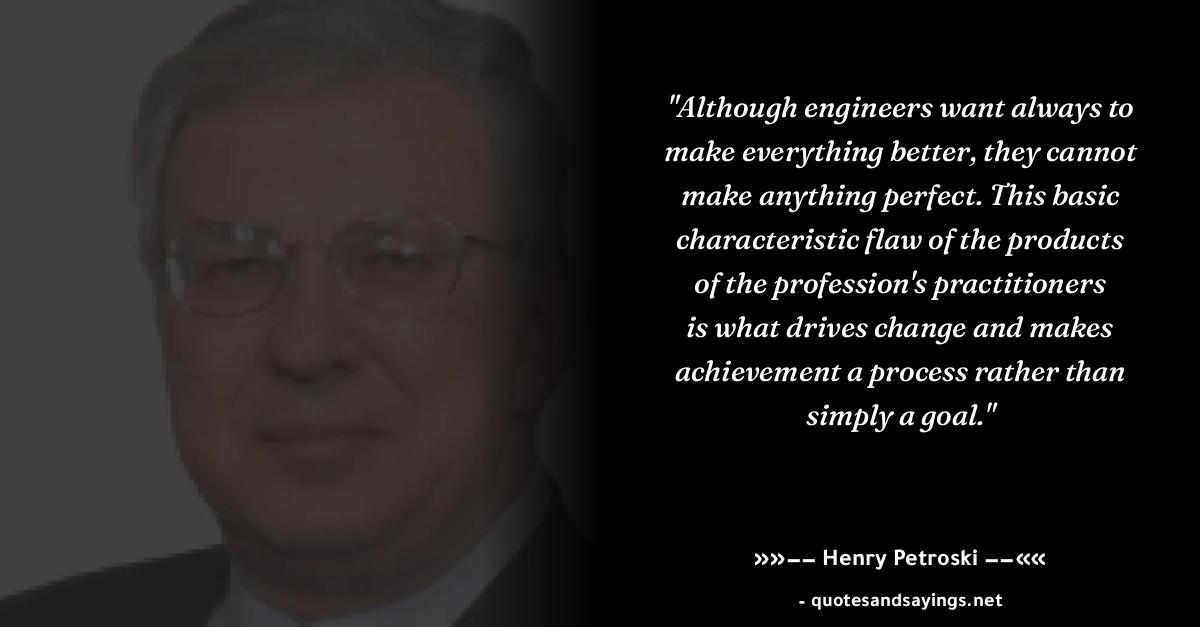 "Although engineers want always to
make everything better, they cannot
make anything perfect. This basic
characteristic flaw of the products
of the profession's practitioners
is what drives change and makes
achievement a process rather than
simply a goal."
»»–– Henry Petroski ––««
- quotesandsayings.net